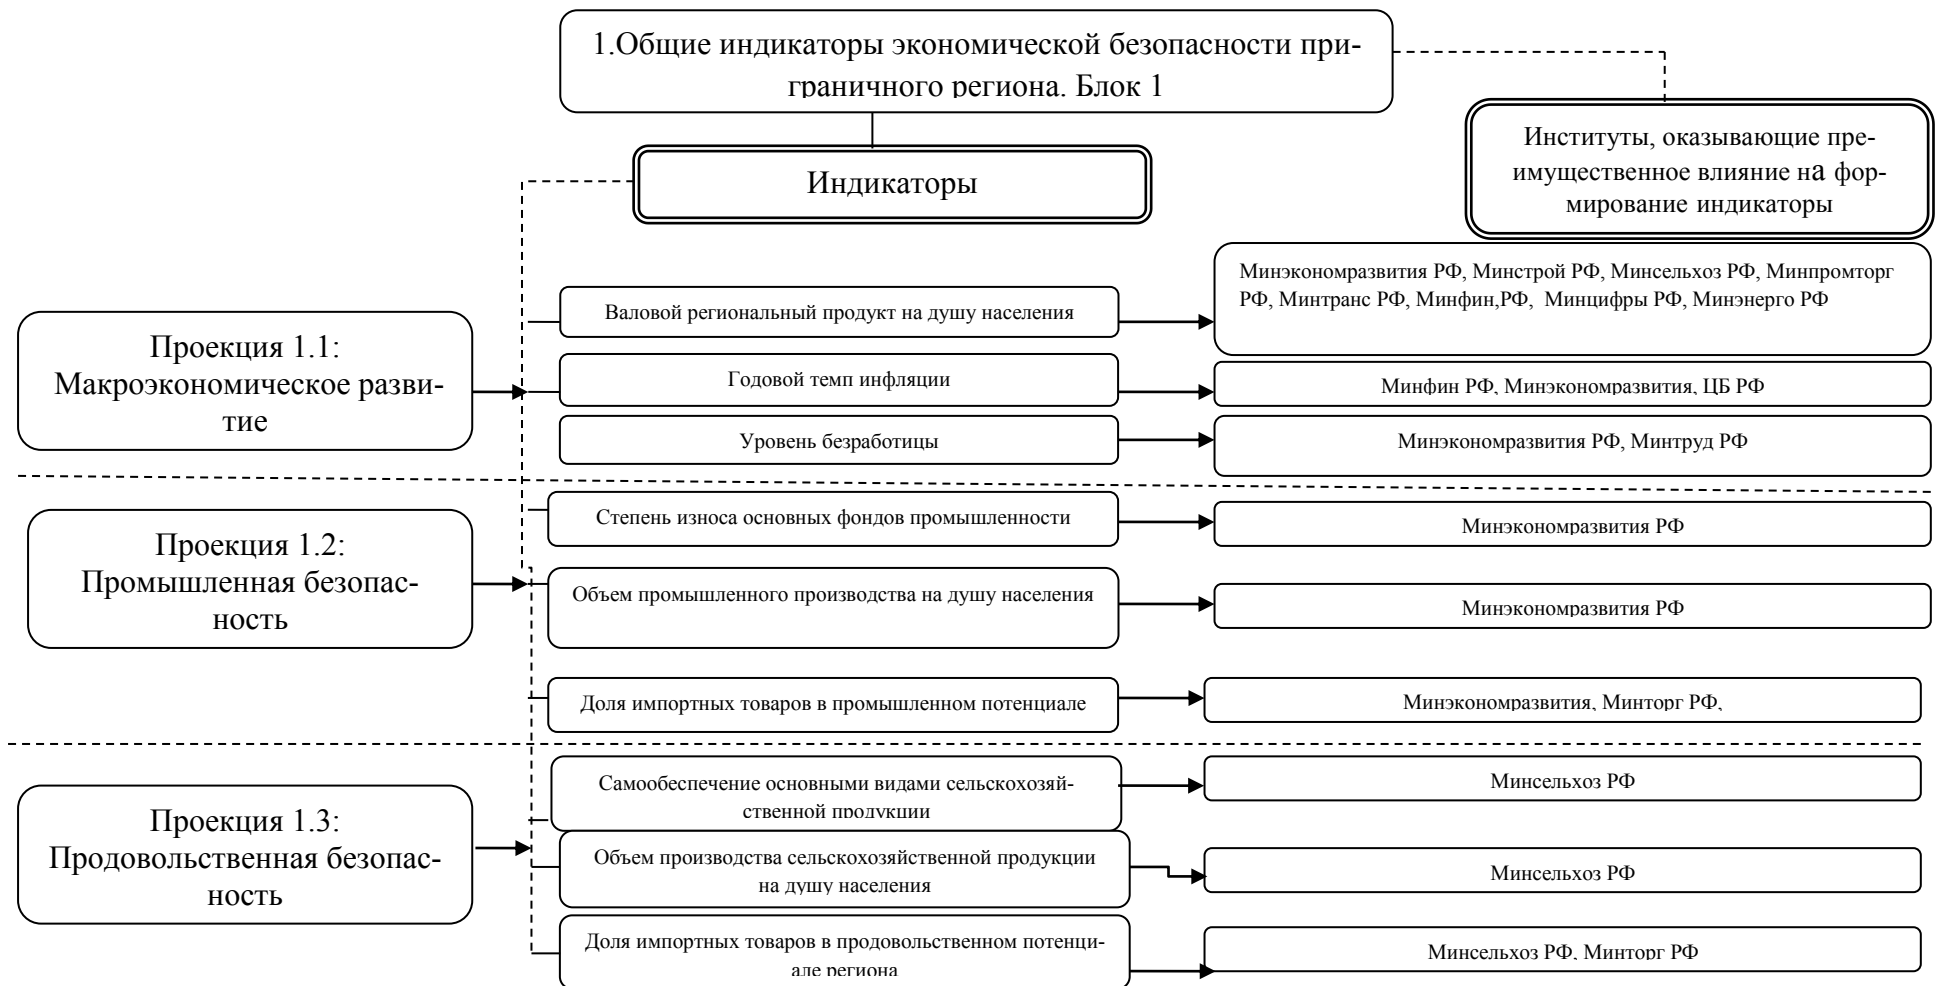 1.Общие индикаторы экономической безопасности при-
граничного региона. Блок 1
Институты, оказывающие пре-
имущественное влияние на фор-
мирование индикаторы
Индикаторы
Проекция 1.1:
Макроэкономическое разви-
тие
Валовой региональный продукт на душу населения
Минэкономразвития РФ, Минстрой РФ, Минсельхоз РФ, Минпромторг
РФ, Минтранс РФ, Минфин,РФ, Минцифры РФ, Минэнерго РФ
Годовой темп инфляции
Минфин РФ, Минэкономразвития, ЦБ РФ
Уровень безработицы
Минэкономразвития РФ, Минтруд РФ
Проекция 1.2:
Промышленная безопас-
ность
Степень износа основных фондов промышленности
Минэкономразвития РФ
Объем промышленного производства на душу населения
Минэкономразвития РФ
Доля импортных товаров в промышленном потенциале
Минэкономразвития, Минторг РФ,
Проекция 1.3:
Продовольственная безопас-
ность
Самообеспечение основными видами сельскохозяй-
ственной продукции
Минсельхоз РФ
Объем производства сельскохозяйственной продукции
на душу населения
Минсельхоз РФ
Доля импортных товаров в продовольственном потенци-
але региона
Минсельхоз РФ, Минторг РФ